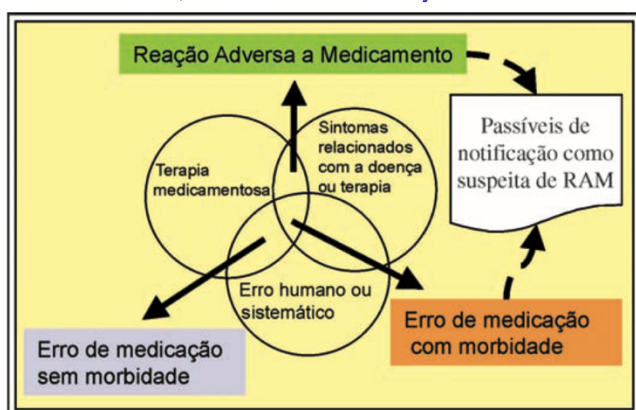 Reação Adversa a Medicamento
Terapia
medicamentosa
Sintomas
relacionados
com a doença
ou terapia
Passíveis de
notificação como
suspeita de RAM
Erro humano ou
sistemático
Erro de medicação
sem morbidade
Erro de medicação
com morbidade